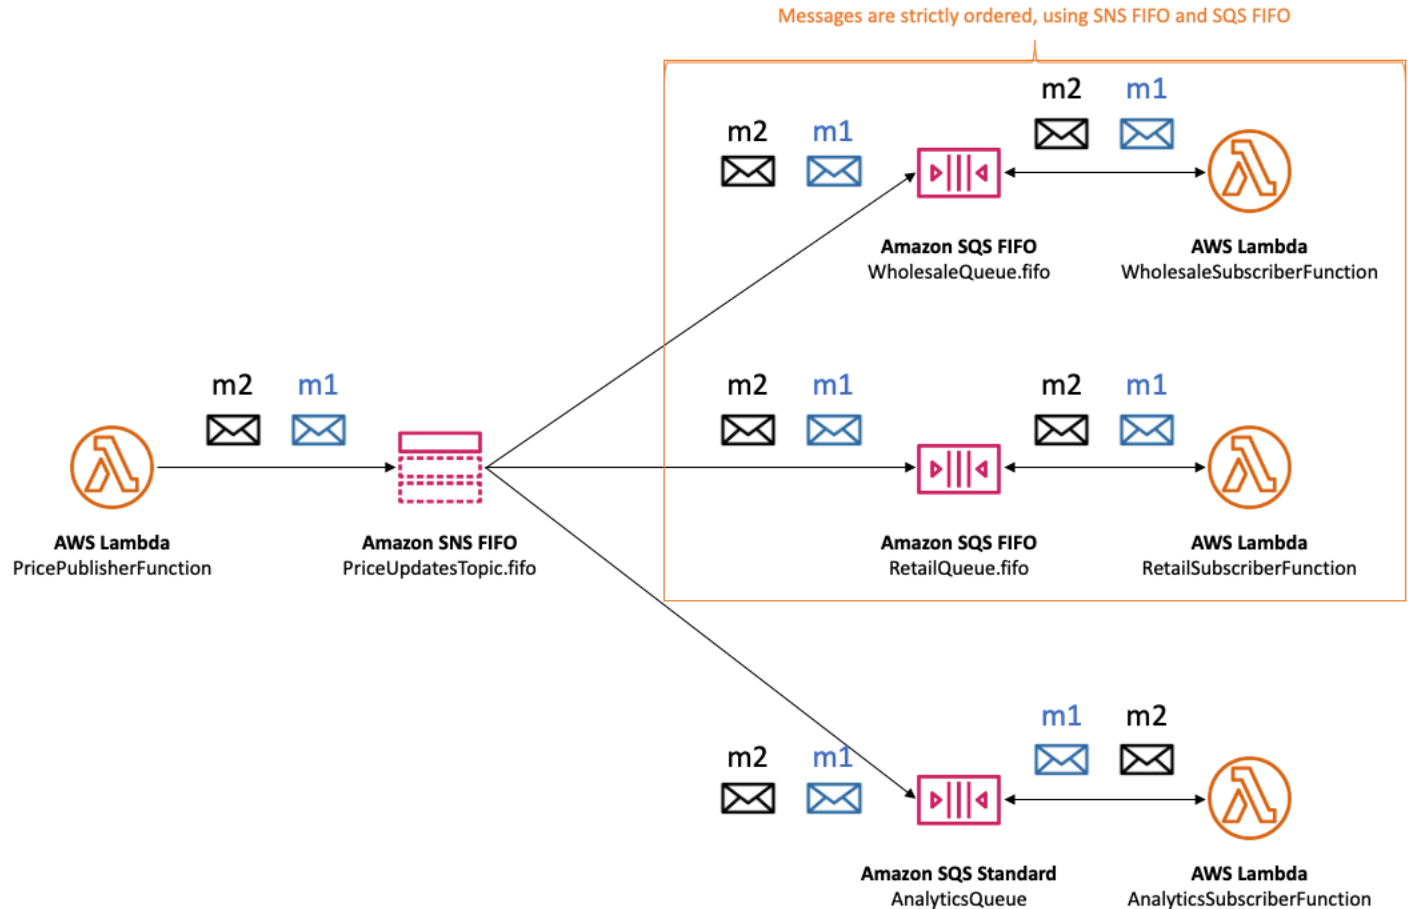 Messages are strictly ordered, using SNS FIFO and SQS FIFO
m2 m1
m2 m1
Amazon SQS FIFO
WholesaleQueue.fifo
AWS Lambda
WholesaleSubscriberFunction
m2 m1
m2 m1
m2 m1
AWS Lambda
PricePublisherFunction
Amazon SNS FIFO
PriceUpdatesTopic.fifo
Amazon SQS FIFO
RetailQueue.fifo
AWS Lambda
RetailSubscriberFunction
m2 m1
m1 m2
Amazon SQS Standard
AnalyticsQueue
AWS Lambda
AnalyticsSubscriberFunction